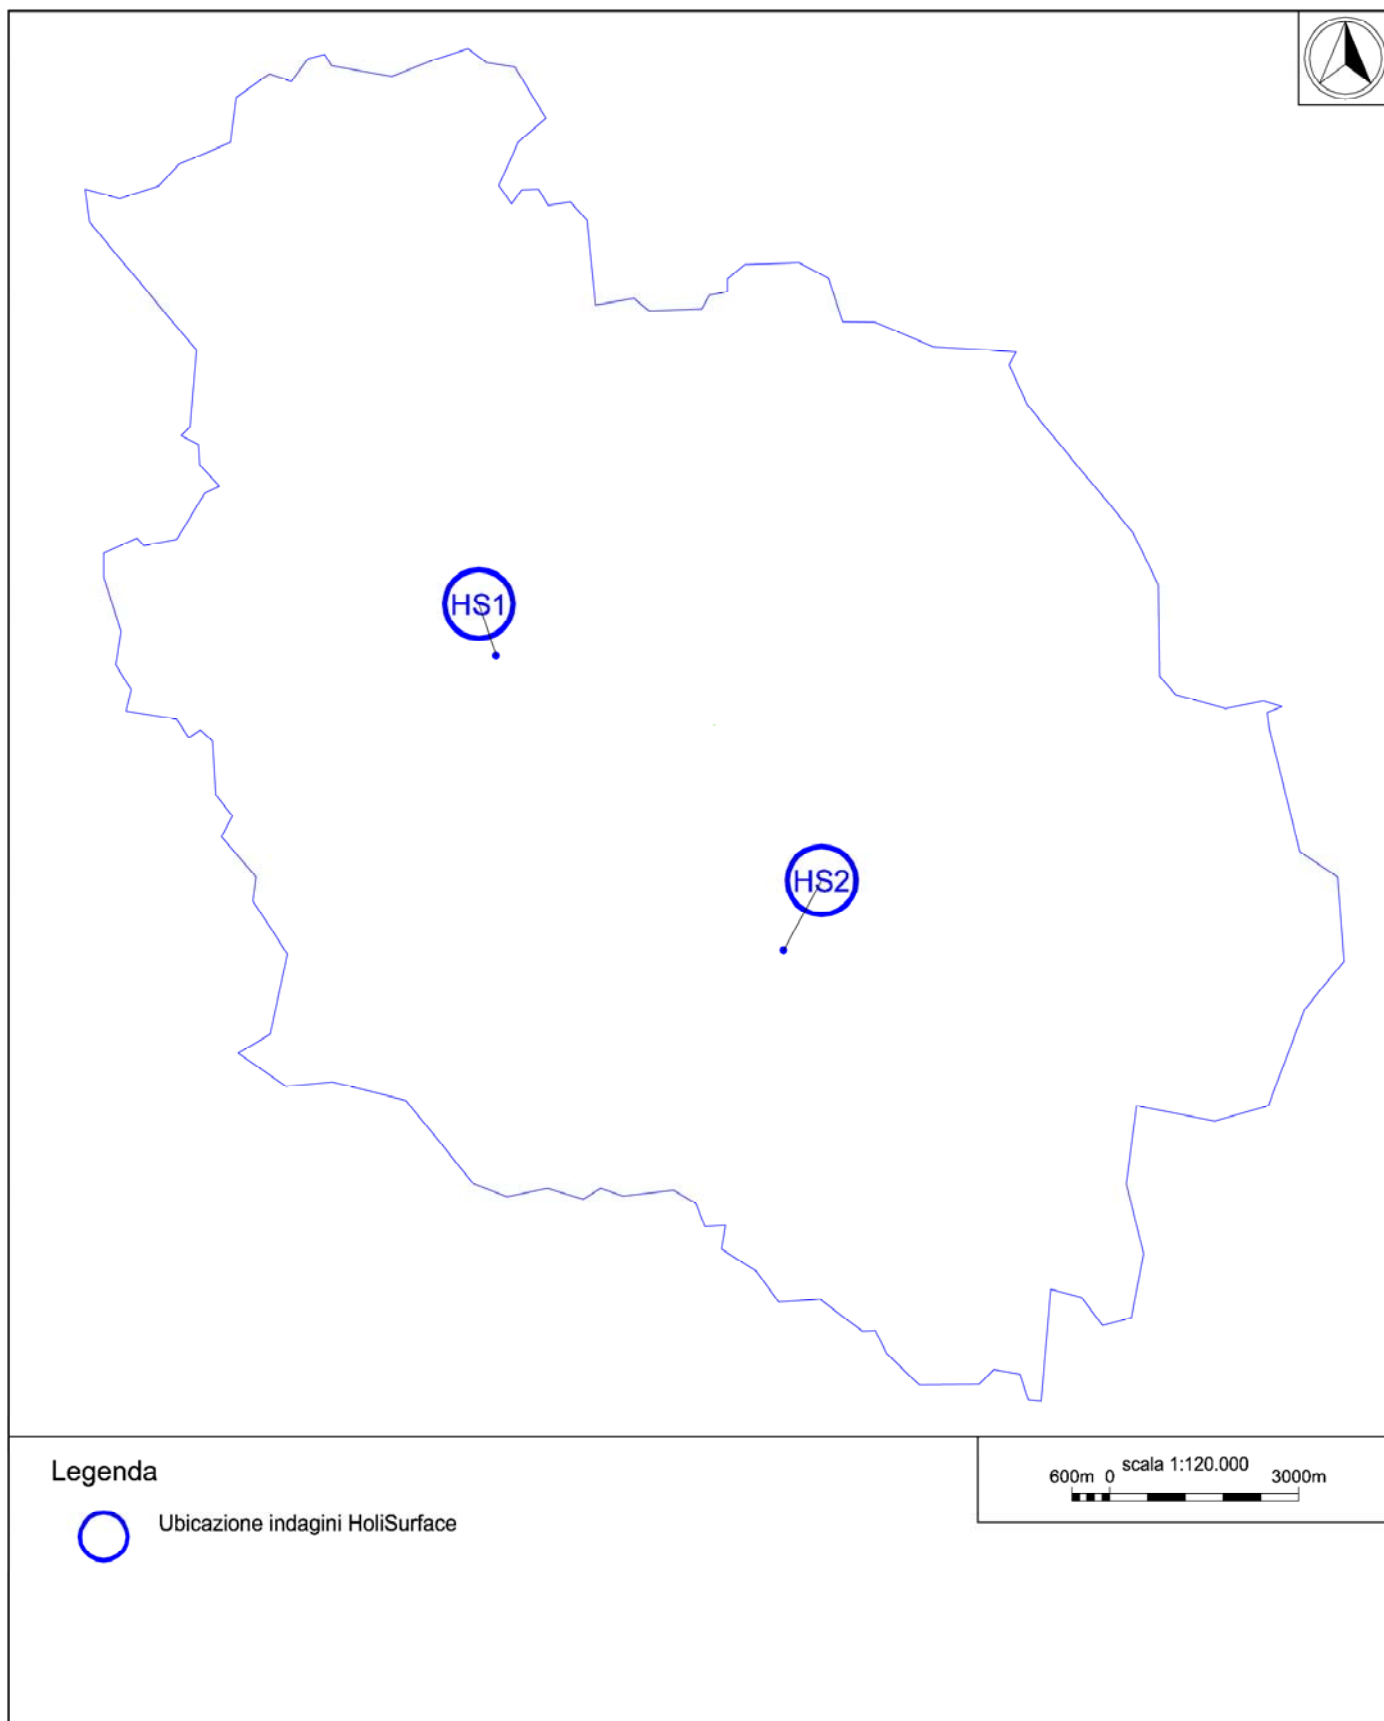 HS1
HS2
Legenda
Ubicazione indagini HoliSurface
scala 1:120.000
600m 0 3000m